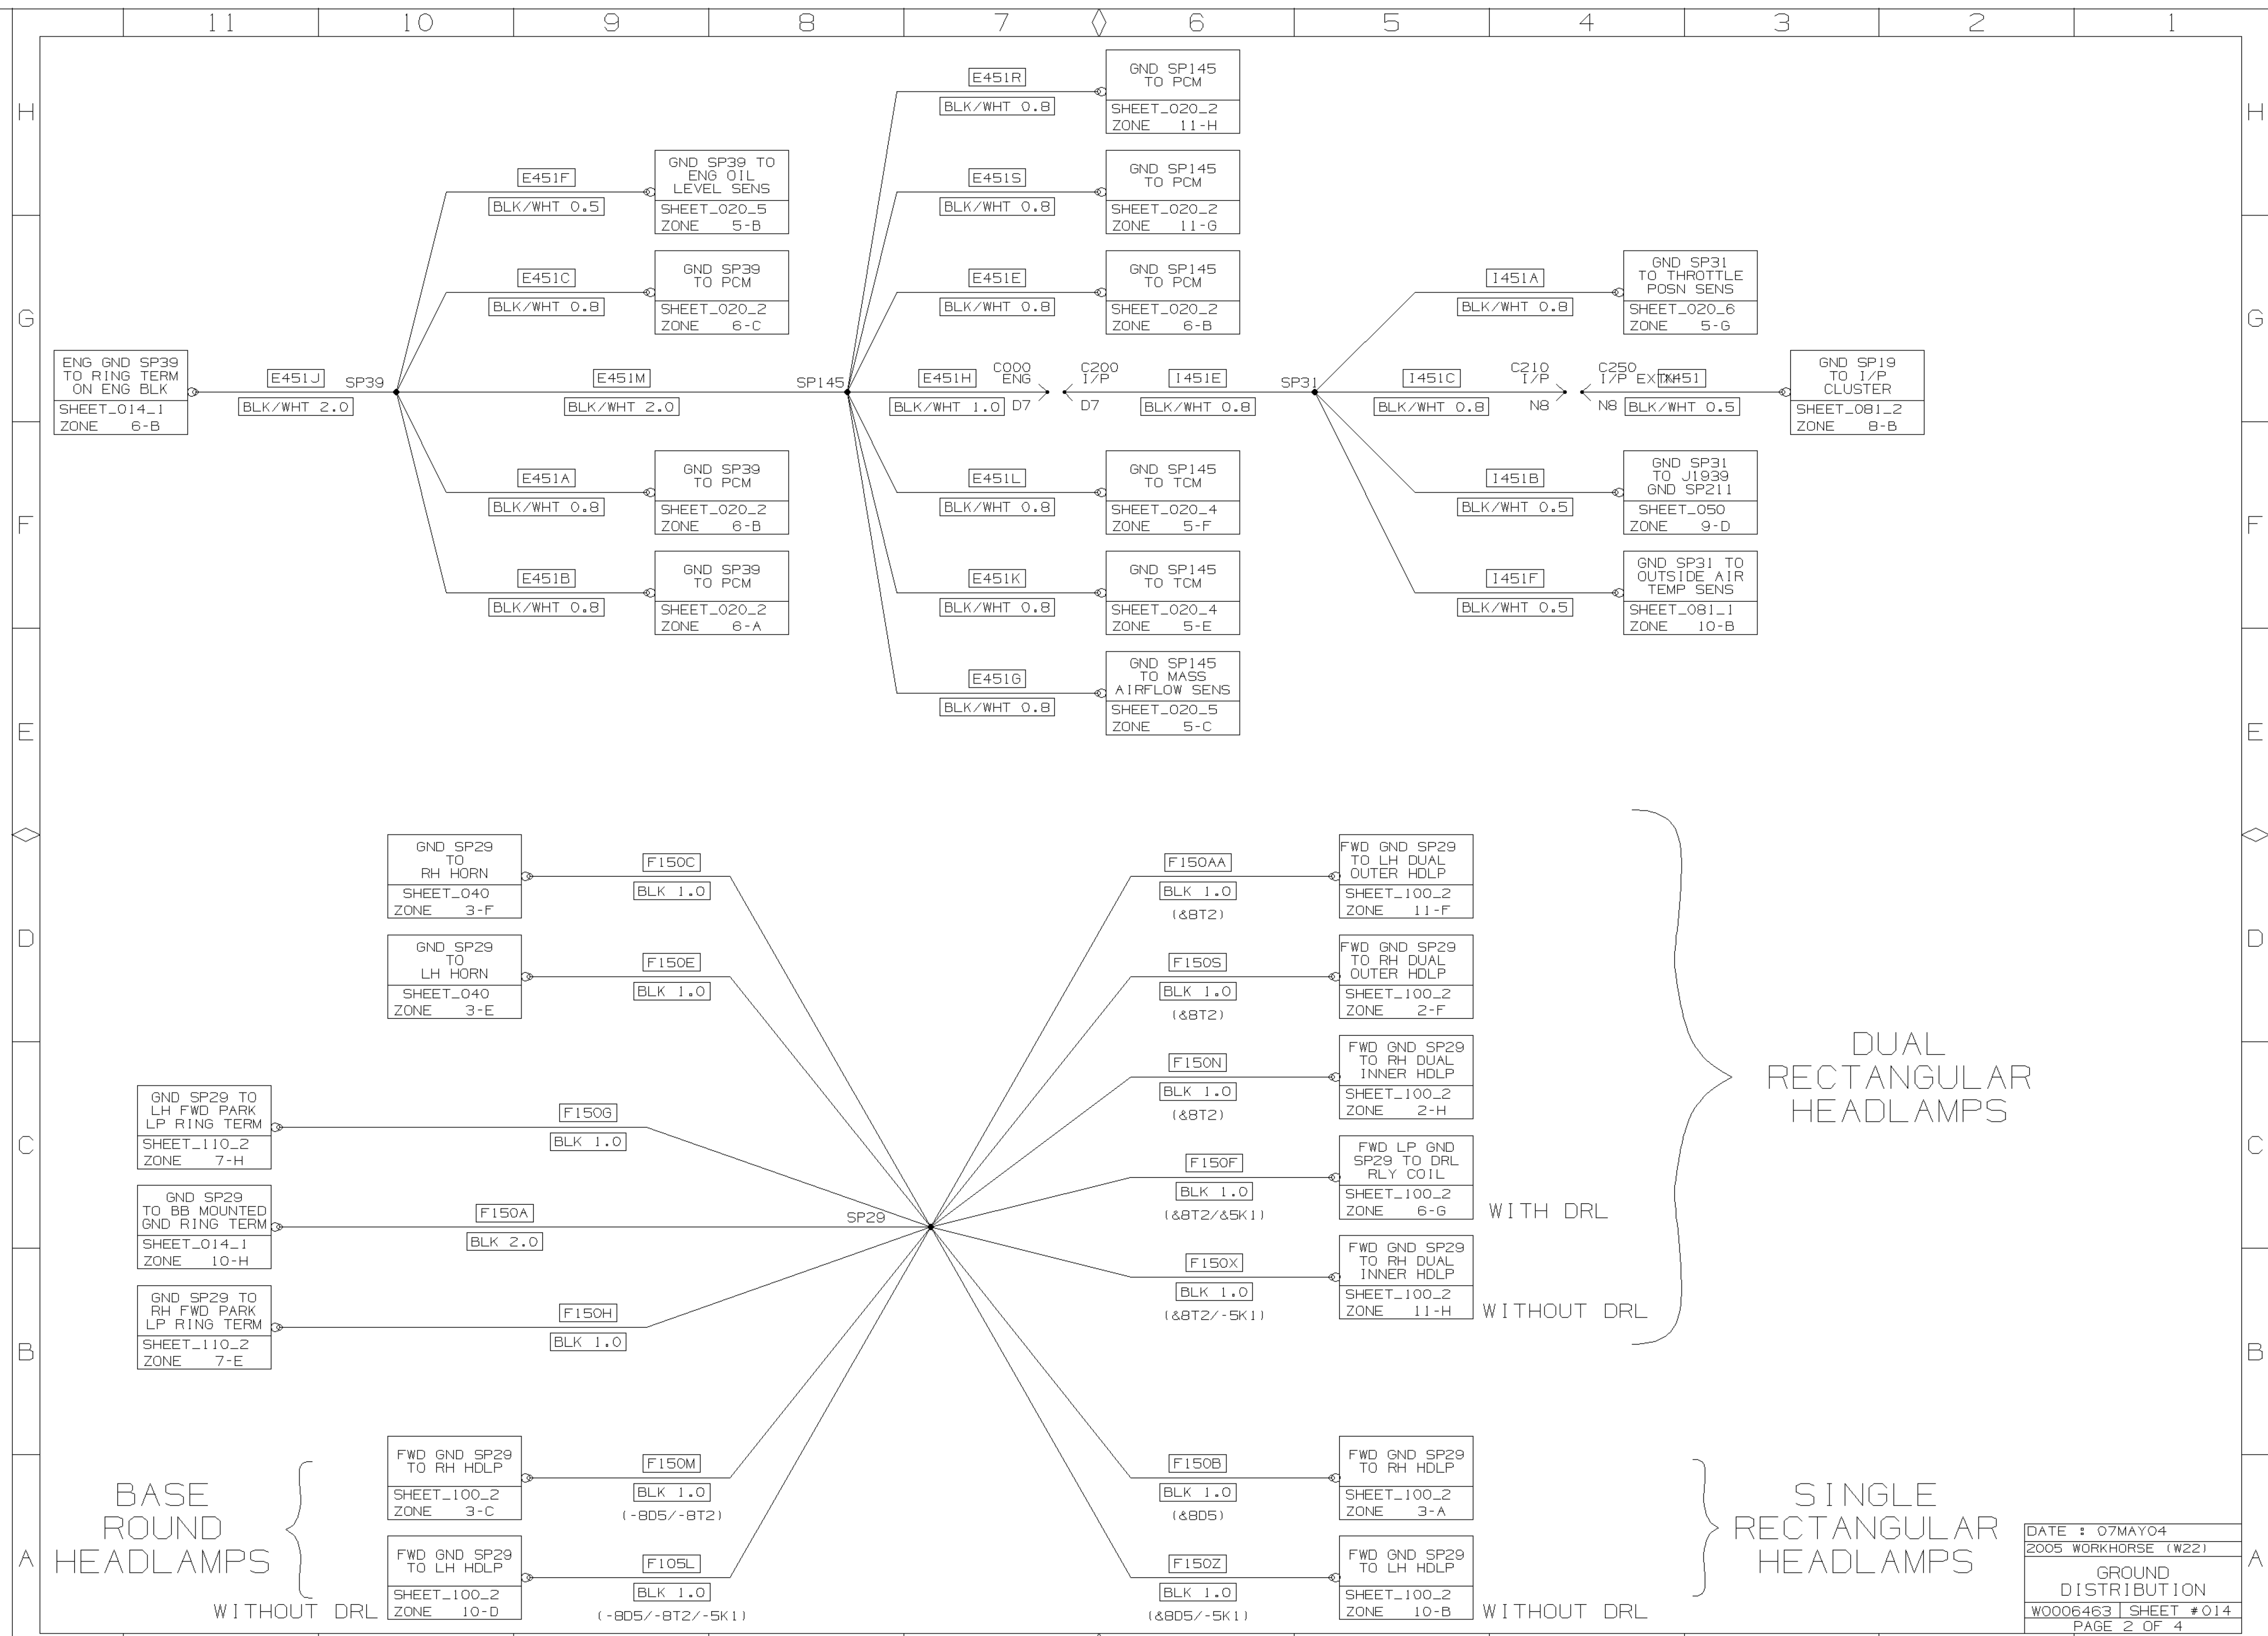 11 10 9 8 7 6 5 4 3 2 1
H
G
F
E
D
C
B
A
H
G
F
E
D
C
B
A
ENG GND SP39
TO RING TERM
ON ENG BLK
SHEET_014_1
ZONE 6-B
E451J
BLK/WHT 2.0
SP39
E451F
BLK/WHT 0.5
GND SP39 TO
ENG OIL
LEVEL SENS
SHEET_020_5
ZONE 5-B
E451C
BLK/WHT 0.8
GND SP39
TO PCM
SHEET_020_2
ZONE 6-C
E451M
BLK/WHT 2.0
E451A
BLK/WHT 0.8
GND SP39
TO PCM
SHEET_020_2
ZONE 6-B
E451B
BLK/WHT 0.8
GND SP39
TO PCM
SHEET_020_2
ZONE 6-A
SP145
E451R
BLK/WHT 0.8
GND SP145
TO PCM
SHEET_020_2
ZONE 11-H
E451S
BLK/WHT 0.8
GND SP145
TO PCM
SHEET_020_2
ZONE 11-G
E451E
BLK/WHT 0.8
GND SP145
TO PCM
SHEET_020_2
ZONE 6-B
E451H
BLK/WHT 1.0
C000
ENG
D7
C200
I/P
D7
I451E
BLK/WHT 0.8
E451L
BLK/WHT 0.8
GND SP145
TO TCM
SHEET_020_4
ZONE 5-F
E451K
BLK/WHT 0.8
GND SP145
TO TCM
SHEET_020_4
ZONE 5-E
E451G
BLK/WHT 0.8
GND SP145
TO MASS
AIRFLOW SENS
SHEET_020_5
ZONE 5-C
SP31
I451A
BLK/WHT 0.8
GND SP31
TO THROTTLE
POSN SENS
SHEET_020_6
ZONE 5-G
I451C
BLK/WHT 0.8
C210
I/P
N8
C250
I/P EXTN
N8
X451
BLK/WHT 0.5
GND SP19
TO I/P
CLUSTER
SHEET_081_2
ZONE 8-B
I451B
BLK/WHT 0.5
GND SP31
TO J1939
GND SP211
SHEET_050
ZONE 9-D
I451F
BLK/WHT 0.5
GND SP31 TO
OUTSIDE AIR
TEMP SENS
SHEET_081_1
ZONE 10-B
GND SP29
TO
RH HORN
SHEET_040
ZONE 3-F
F150C
BLK 1.0
GND SP29
TO
LH HORN
SHEET_040
ZONE 3-E
F150E
BLK 1.0
GND SP29 TO
LH FWD PARK
LP RING TERM
SHEET_110_2
ZONE 7-H
F150G
BLK 1.0
GND SP29
TO BB MOUNTED
GND RING TERM
SHEET_014_1
ZONE 10-H
F150A
BLK 2.0
SP29
GND SP29 TO
RH FWD PARK
LP RING TERM
SHEET_110_2
ZONE 7-E
F150H
BLK 1.0
BASE
ROUND
HEADLAMPS
FWD GND SP29
TO RH HDLP
SHEET_100_2
ZONE 3-C
F150M
BLK 1.0
(-8D5/-8T2)
FWD GND SP29
TO LH HDLP
SHEET_100_2
ZONE 10-D
WITHOUT DRL
F105L
BLK 1.0
(-8D5/-8T2/-5K1)
F150AA
BLK 1.0
(&8T2)
FWD GND SP29
TO LH DUAL
OUTER HDLP
SHEET_100_2
ZONE 11-F
F150S
BLK 1.0
(&8T2)
FWD GND SP29
TO RH DUAL
OUTER HDLP
SHEET_100_2
ZONE 2-F
F150N
BLK 1.0
(&8T2)
FWD GND SP29
TO RH DUAL
INNER HDLP
SHEET_100_2
ZONE 2-H
F150F
BLK 1.0
(&8T2/&5K1)
FWD LP GND
SP29 TO DRL
RLY COIL
SHEET_100_2
ZONE 6-G
WITH DRL
F150X
BLK 1.0
(&8T2/-5K1)
FWD GND SP29
TO RH DUAL
INNER HDLP
SHEET_100_2
ZONE 11-H
WITHOUT DRL
DUAL
RECTANGULAR
HEADLAMPS
F150B
BLK 1.0
(&8D5)
FWD GND SP29
TO RH HDLP
SHEET_100_2
ZONE 3-A
F150Z
BLK 1.0
(&8D5/-5K1)
FWD GND SP29
TO LH HDLP
SHEET_100_2
ZONE 10-B
WITHOUT DRL
SINGLE
RECTANGULAR
HEADLAMPS
DATE : 07MAY04
2005 WORKHORSE (W22)
GROUND
DISTRIBUTION
W0006463 SHEET #014
PAGE 2 OF 4